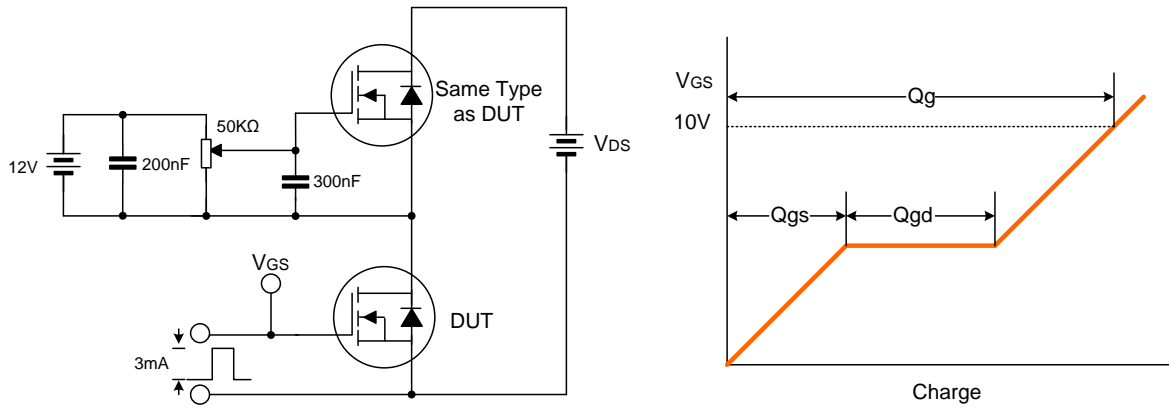 12V
200nF
50KΩ
300nF
Same Type
as DUT
VDS
VGS
DUT
3mA
VGS
10V
Qg
Qgs
Qgd
Charge